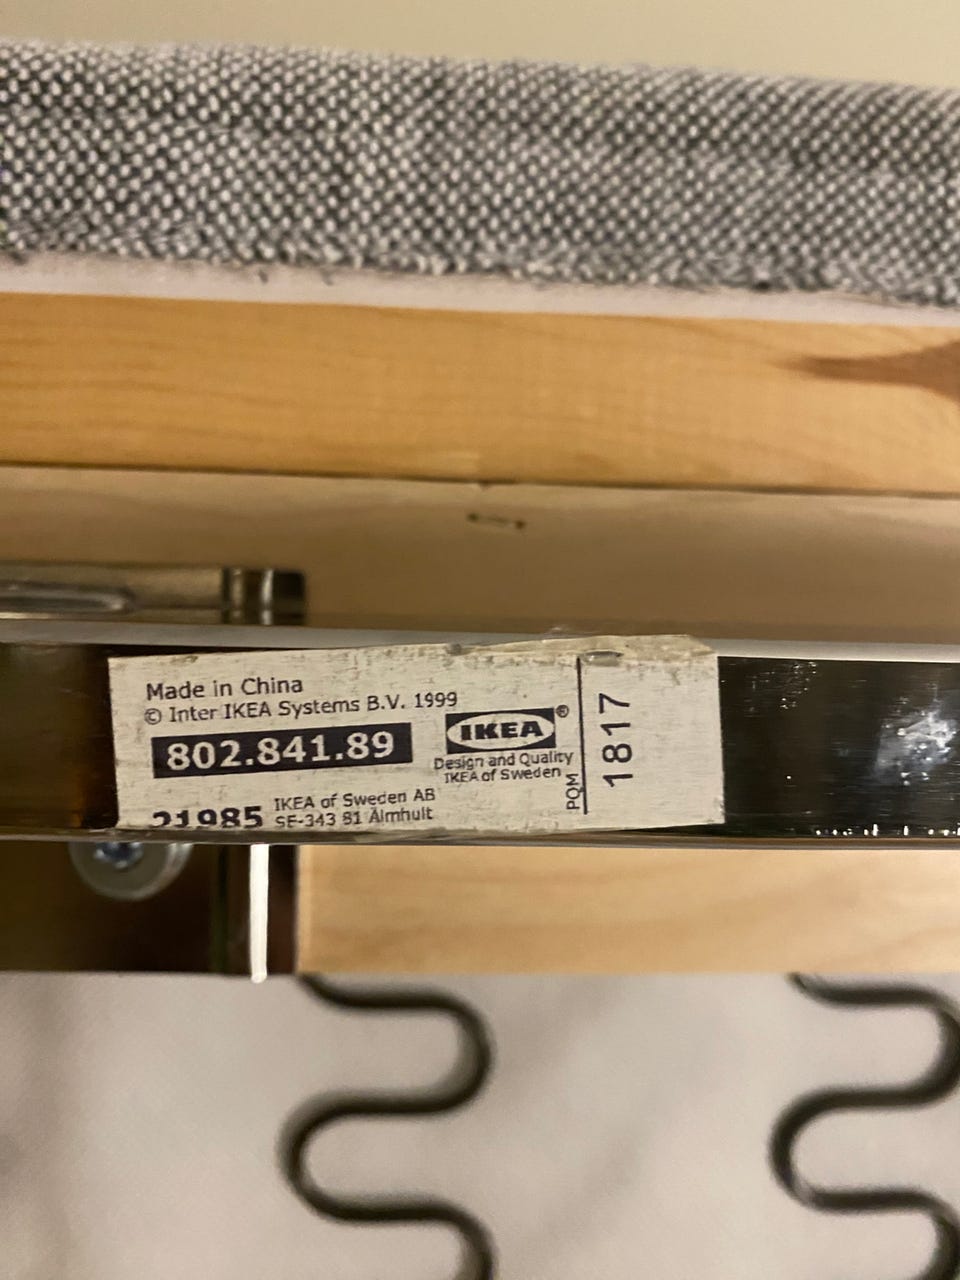 Made in China
© Inter IKEA Systems B.V. 1999
802.841.89
IKEA®
Design and Quality
IKEA of Sweden
21985
IKEA of Sweden AB
SE-343 81 Älmhult
PQM
1817